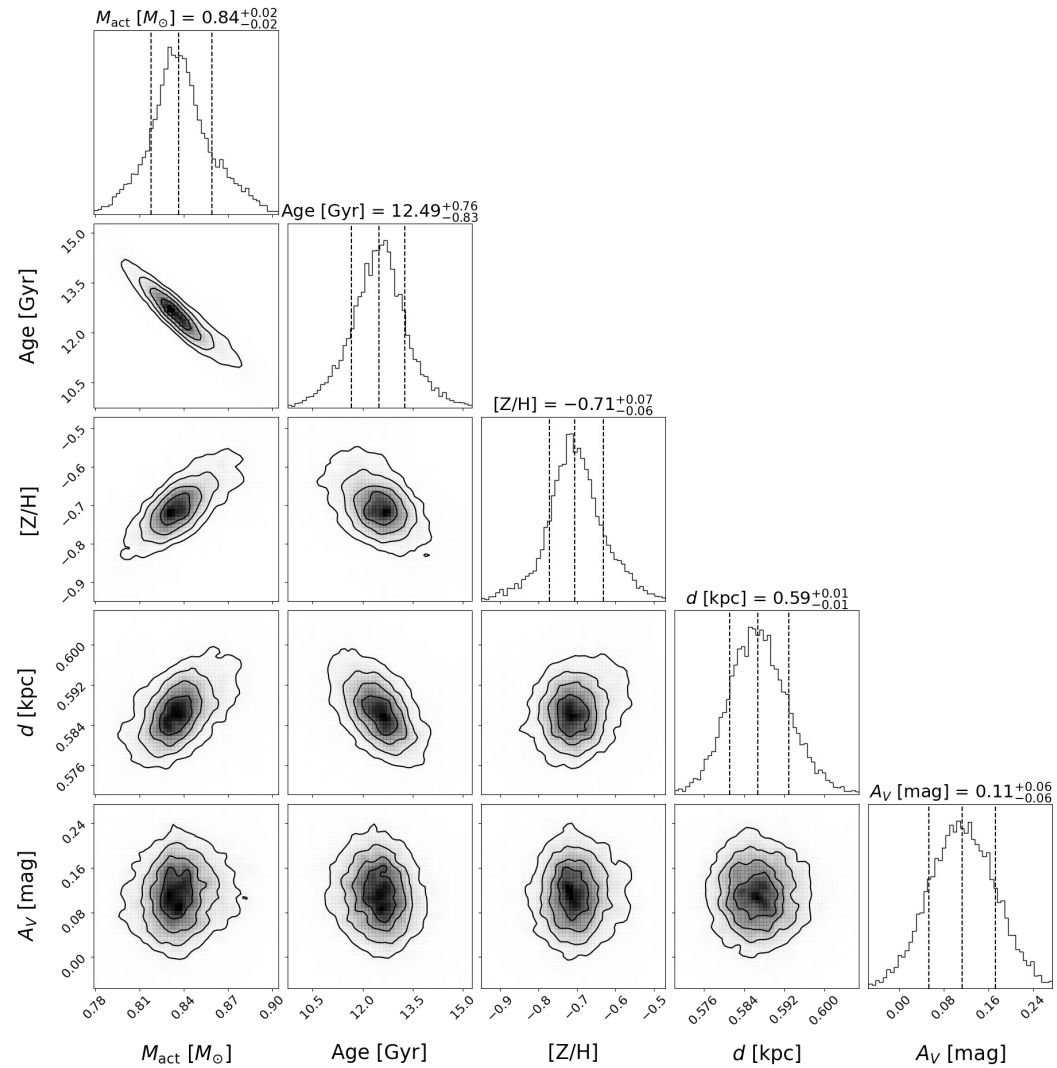 M_act [M_⊙] = 0.84^{+0.02}_{-0.02}
Age [Gyr] = 12.49^{+0.76}_{-0.83}
15.0
13.5
12.0
10.5
Age [Gyr]
[Z/H] = −0.71^{+0.07}_{-0.06}
−0.5
−0.6
−0.7
−0.8
−0.9
[Z/H]
d [kpc] = 0.59^{+0.01}_{-0.01}
0.600
0.592
0.584
0.576
d [kpc]
A_V [mag] = 0.11^{+0.06}_{-0.06}
0.24
0.16
0.08
0.00
A_V [mag]
0.78 0.81 0.84 0.87 0.90 10.5 12.0 13.5 15.0 −0.9 −0.8 −0.7 −0.6 −0.5 0.576 0.584 0.592 0.600 0.00 0.08 0.16 0.24
M_act [M_⊙] Age [Gyr] [Z/H] d [kpc] A_V [mag]